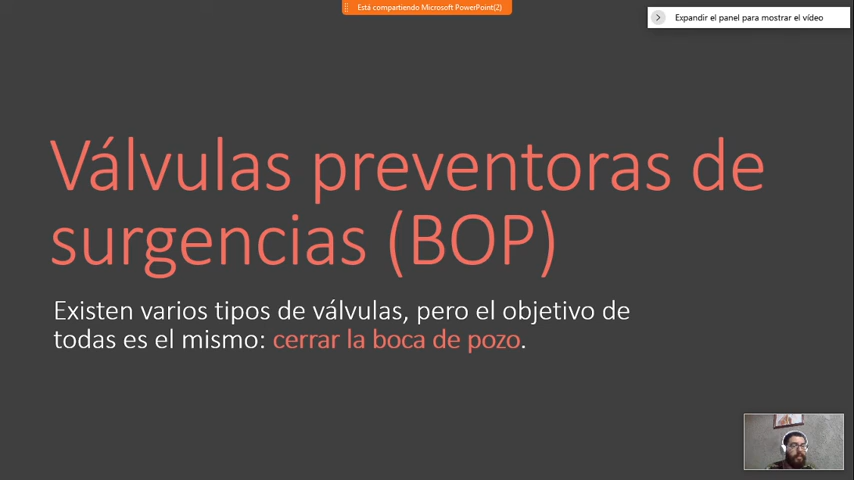 Está compartiendo Microsoft PowerPoint(2)
Expandir el panel para mostrar el vídeo
Válvulas preventoras de
surgencias (BOP)
Existen varios tipos de válvulas, pero el objetivo de
todas es el mismo: cerrar la boca de pozo.